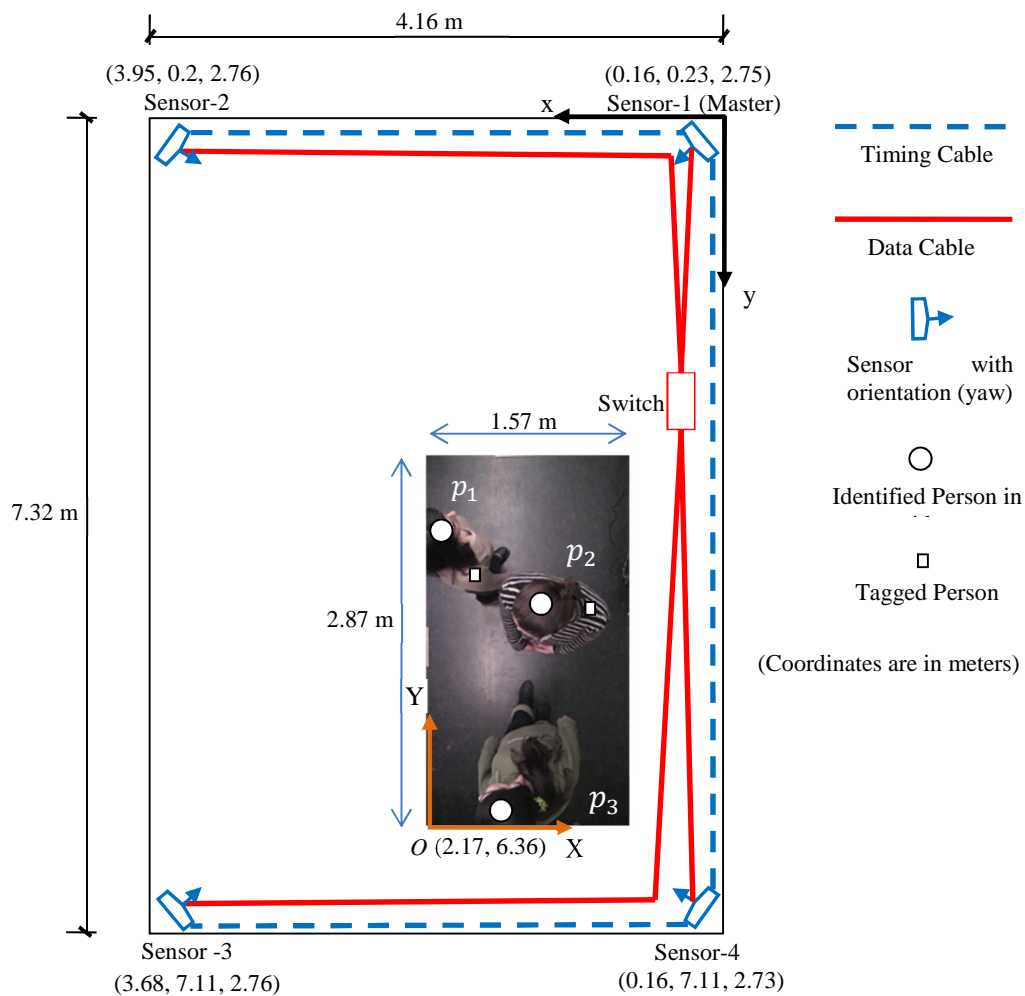 4.16 m
(3.95, 0.2, 2.76)
Sensor-2
(0.16, 0.23, 2.75)
Sensor-1 (Master)
x
y
Timing Cable
Data Cable
Sensor with
orientation (yaw)
Switch
1.57 m
7.32 m
2.87 m
p1
p2
p3
Identified Person in
Tagged Person
(Coordinates are in meters)
Y
O (2.17, 6.36)
X
Sensor -3
(3.68, 7.11, 2.76)
Sensor-4
(0.16, 7.11, 2.73)